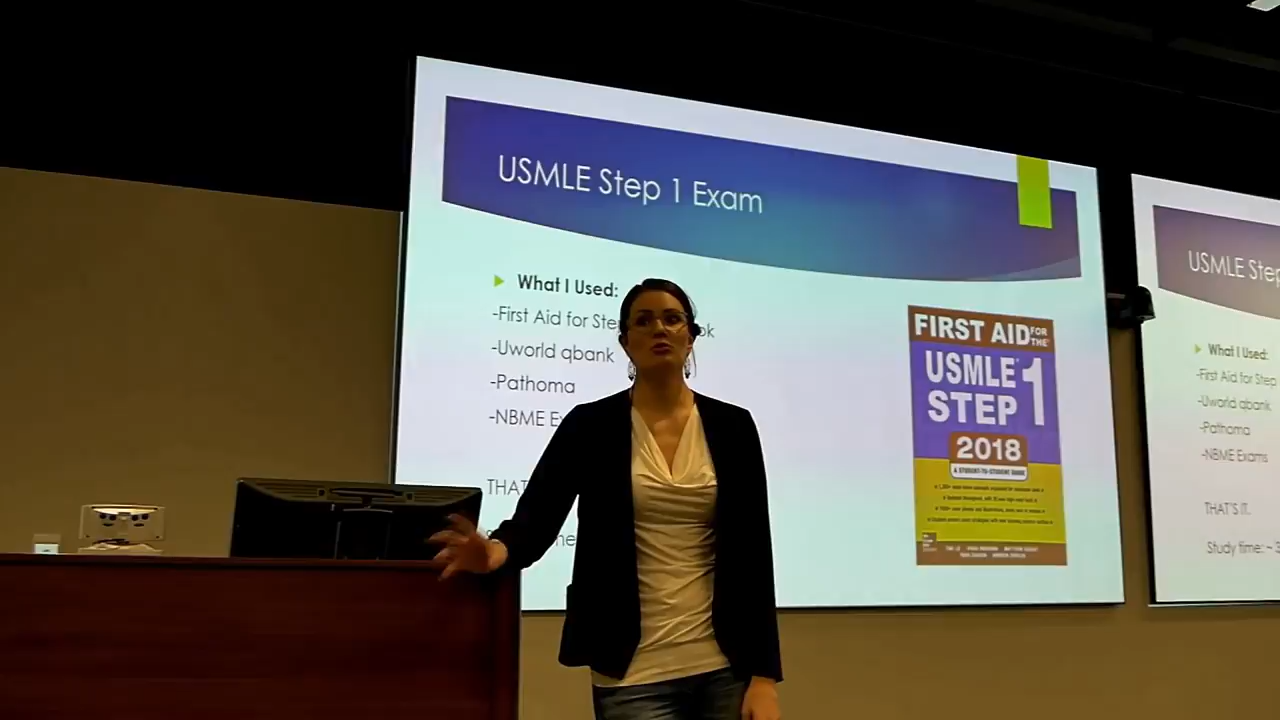 USMLE Step 1 Exam
What I Used:
-First Aid for Ste ok
-Uworld qbank
-Pathoma
-NBME Ex
THAT
FIRST AID FOR THE
USMLE
STEP 1
2018
A STUDENT-TO-STUDENT GUIDE
USMLE Step
What I Used:
-First Aid for Step
-Uworld qbank
-Pathoma
-NBME Exams
THAT'S IT.
Study time: ~ 3